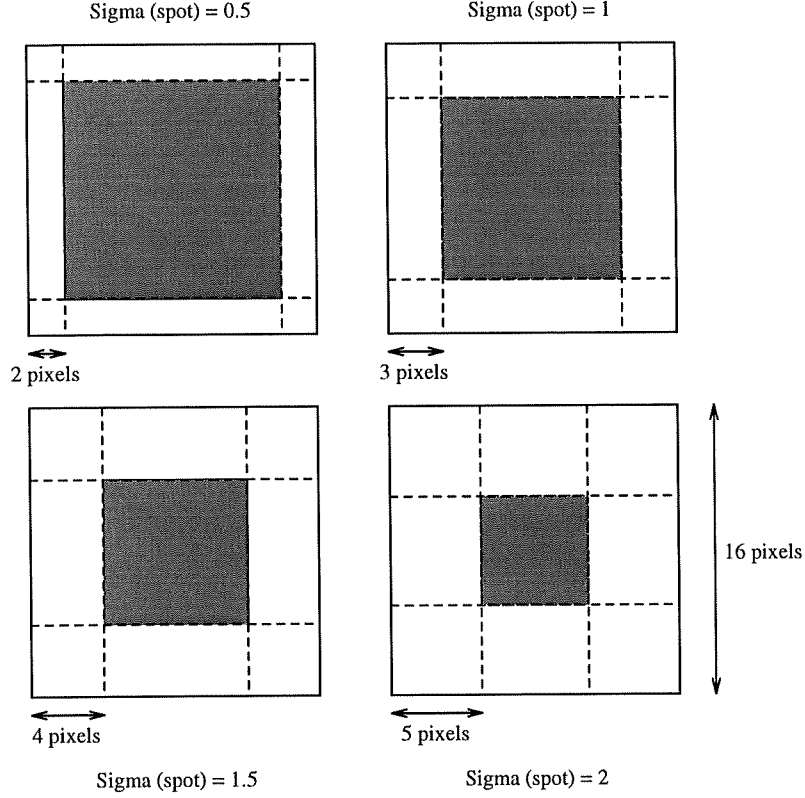 Sigma (spot) = 0.5
Sigma (spot) = 1
2 pixels
3 pixels
16 pixels
4 pixels
5 pixels
Sigma (spot) = 1.5
Sigma (spot) = 2